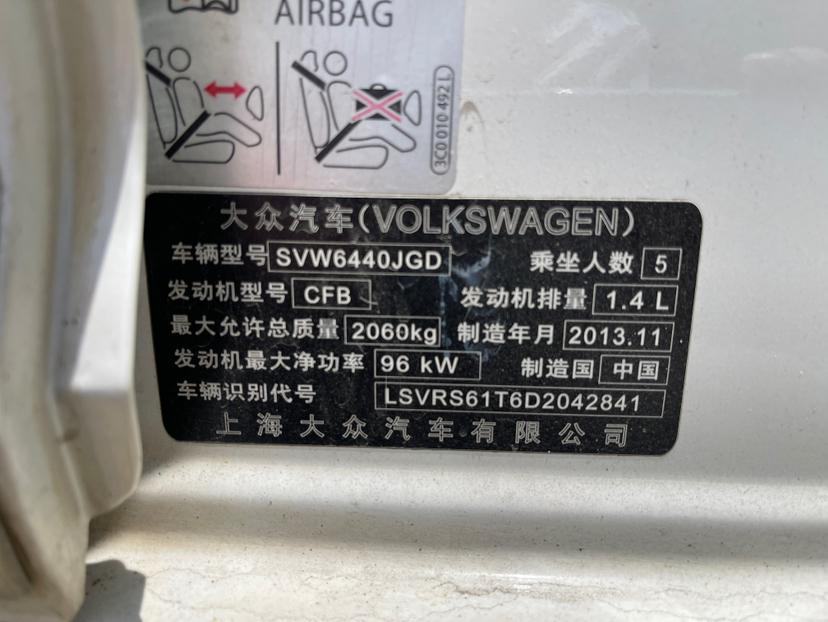 AIRBAG
3C0 010 492 L
大众汽车(VOLKSWAGEN)
车辆型号 SVW6440JGD 乘坐人数 5
发动机型号 CFB 发动机排量 1.4 L
最大允许总质量 2060kg 制造年月 2013.11
发动机最大净功率 96 kW 制造国 中国
车辆识别代号 LSVRS61T6D2042841
上海大众汽车有限公司